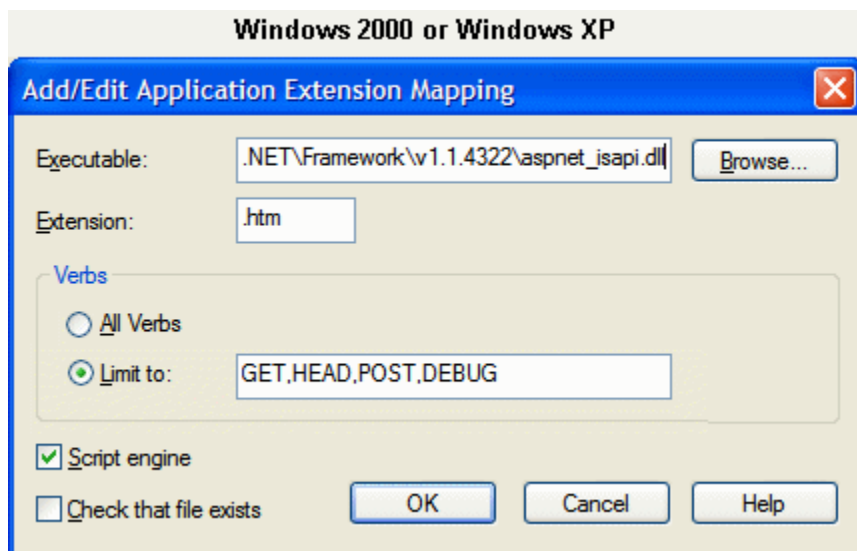 Windows 2000 or Windows XP
Add/Edit Application Extension Mapping
Executable: .NET\Framework\v1.1.4322\aspnet_isapi.dll Browse...
Extension: .htm
Verbs
All Verbs
Limit to: GET,HEAD,POST,DEBUG
Script engine
Check that file exists OK Cancel Help